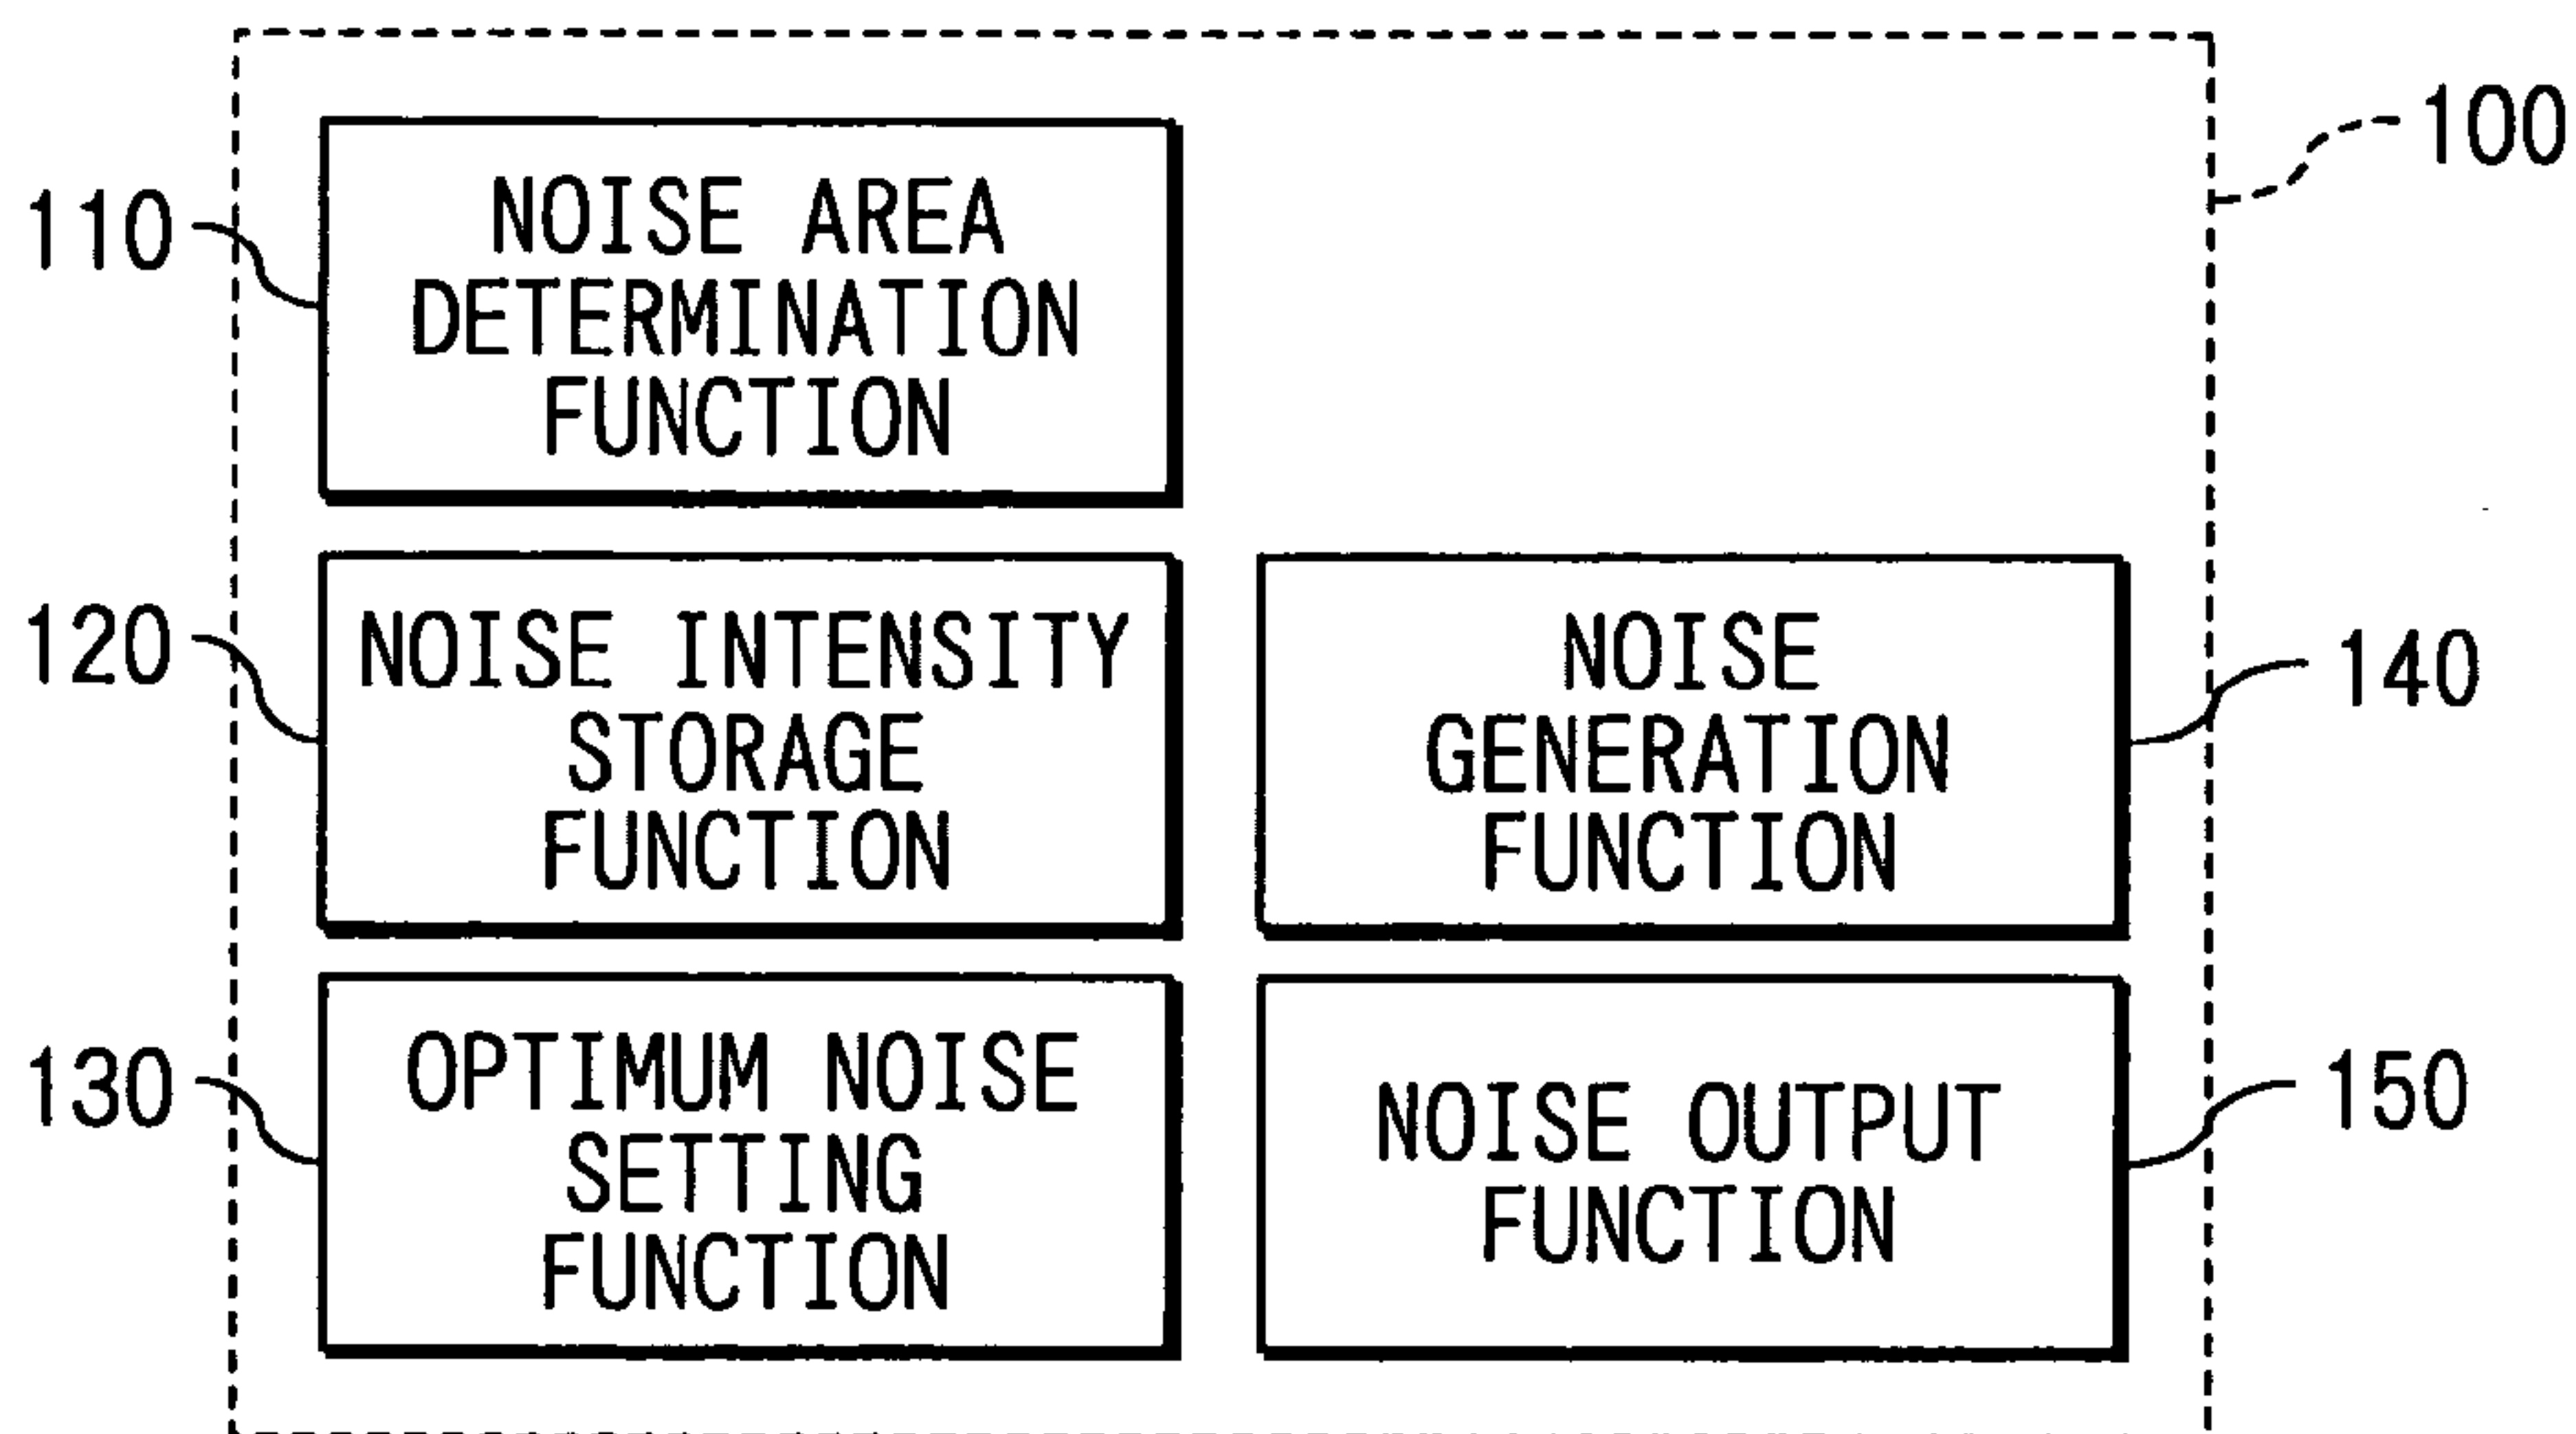 100
110
NOISE AREA
DETERMINATION
FUNCTION
120
NOISE INTENSITY
STORAGE
FUNCTION
NOISE
GENERATION
FUNCTION
140
130
OPTIMUM NOISE
SETTING
FUNCTION
NOISE OUTPUT
FUNCTION
150